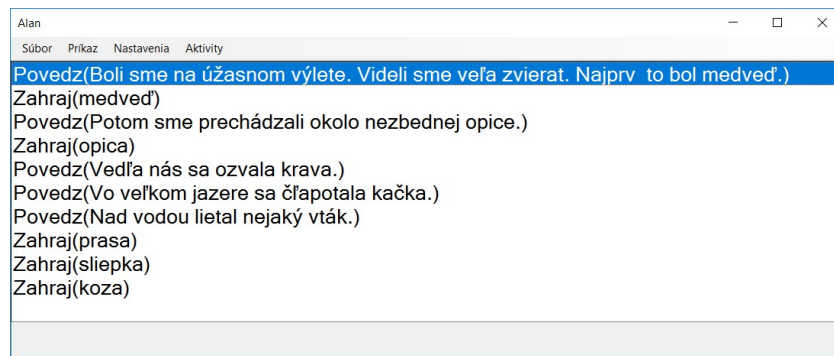 Alan
Súbor Príkaz Nastavenia Aktivity
Povedz(Boli sme na úžasnom výlete. Videli sme veľa zvierat. Najprv  to bol medveď.)
Zahraj(medveď)
Povedz(Potom sme prechádzali okolo nezbednej opice.)
Zahraj(opica)
Povedz(Vedľa nás sa ozvala krava.)
Povedz(Vo veľkom jazere sa čľapotala kačka.)
Povedz(Nad vodou lietal nejaký vták.)
Zahraj(prasa)
Zahraj(sliepka)
Zahraj(koza)